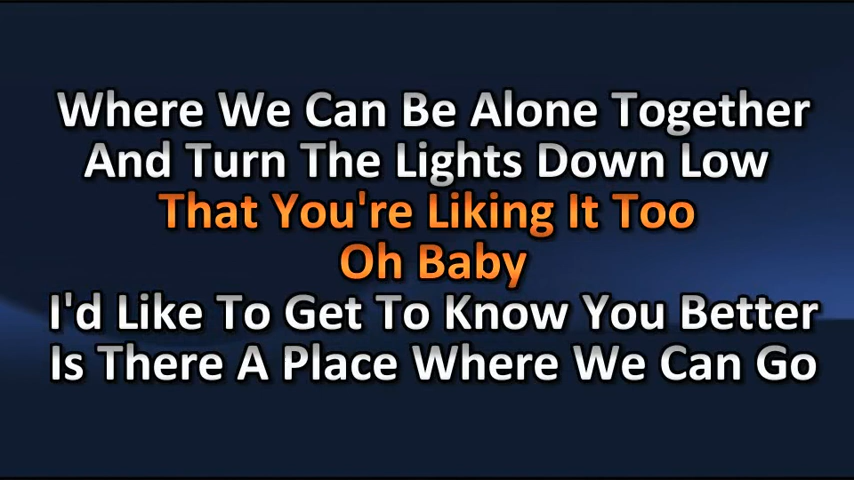 Where We Can Be Alone Together
And Turn The Lights Down Low
That You're Liking It Too
Oh Baby
I'd Like To Get To Know You Better
Is There A Place Where We Can Go